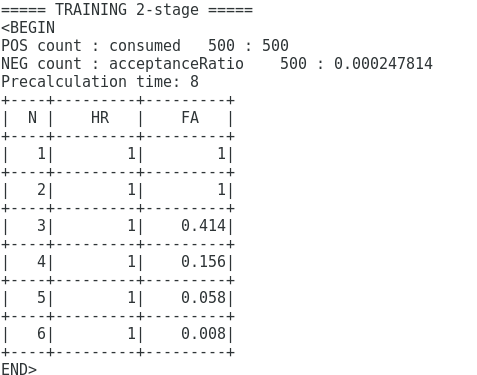 ===== TRAINING 2-stage =====
<BEGIN
POS count : consumed   500 : 500
NEG count : acceptanceRatio    500 : 0.000247814
Precalculation time: 8
+----+---------+---------+
|  N |    HR   |    FA   |
+----+---------+---------+
|   1|        1|        1|
+----+---------+---------+
|   2|        1|        1|
+----+---------+---------+
|   3|        1|    0.414|
+----+---------+---------+
|   4|        1|    0.156|
+----+---------+---------+
|   5|        1|    0.058|
+----+---------+---------+
|   6|        1|    0.008|
+----+---------+---------+
END>